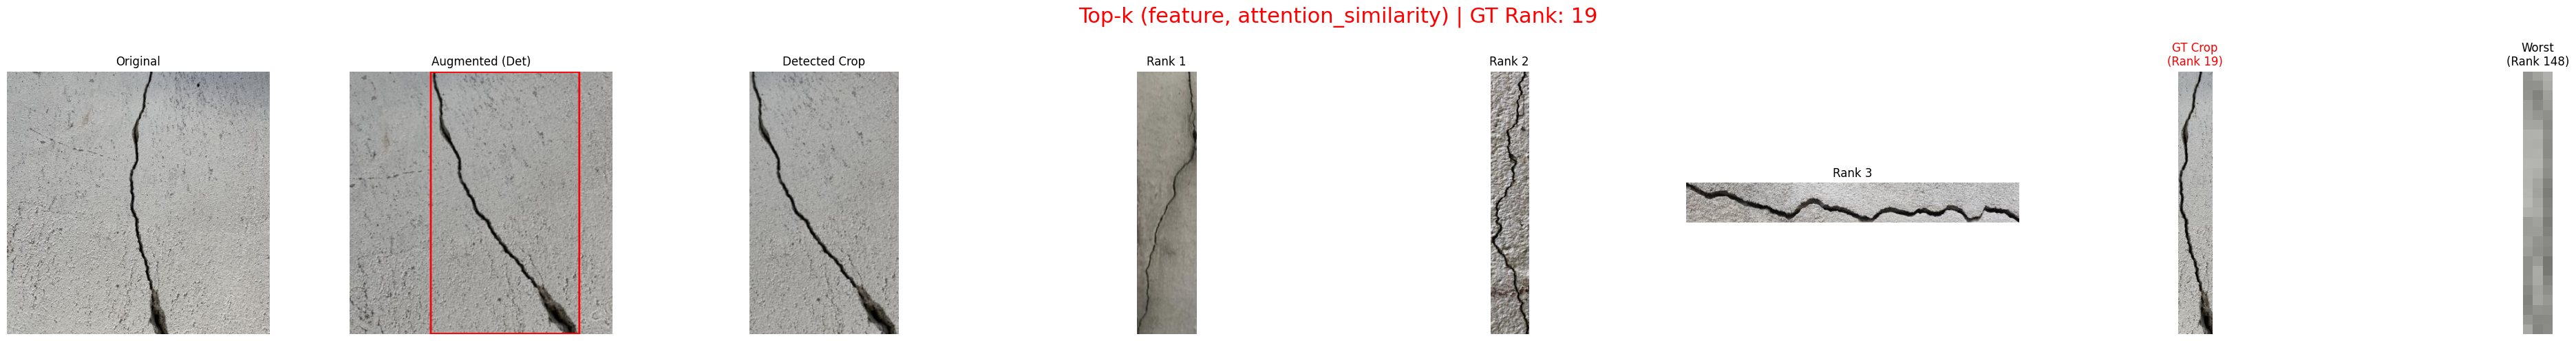 Top-k (feature, attention_similarity) | GT Rank: 19
Original
Augmented (Det)
Detected Crop
Rank 1
Rank 2
Rank 3
GT Crop
(Rank 19)
Worst
(Rank 148)